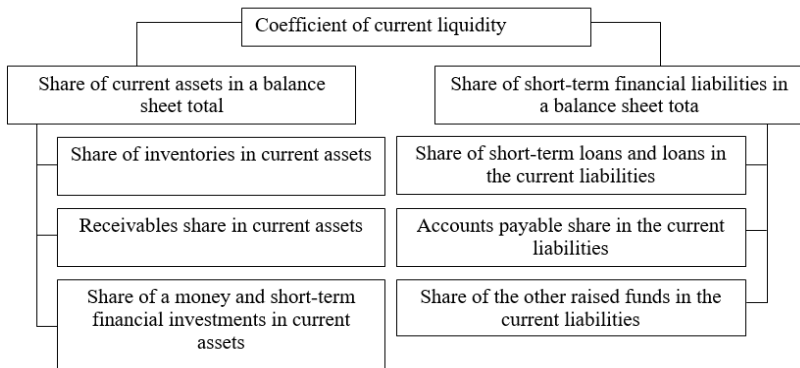 Coefficient of current liquidity
Share of current assets in a balance
sheet total
Share of short-term financial liabilities in
a balance sheet tota
Share of inventories in current assets
Share of short-term loans and loans in
the current liabilities
Receivables share in current assets
Accounts payable share in the current
liabilities
Share of a money and short-term
financial investments in current
assets
Share of the other raised funds in the
current liabilities